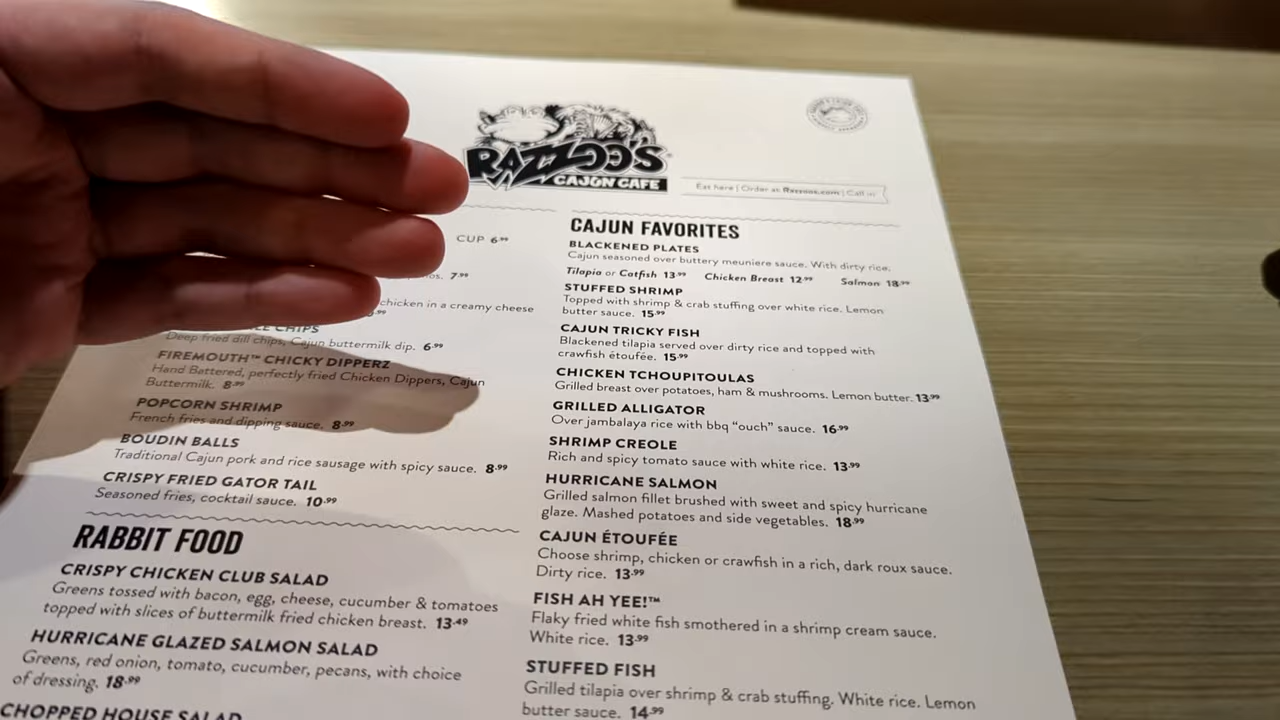 RAZZOO'S
CAJUN CAFE
Eat here | Order at Razzoos.com | Call in
CUP 6.99
7.99
chicken in a creamy cheese
CHIPS
Deep fried dill chips, Cajun buttermilk dip. 6.99
FIREMOUTH™ CHICKY DIPPERZ
Hand Battered, perfectly fried Chicken Dippers, Cajun
Buttermilk. 8.99
POPCORN SHRIMP
French fries and dipping sauce. 8.99
BOUDIN BALLS
Traditional Cajun pork and rice sausage with spicy sauce. 8.99
CRISPY FRIED GATOR TAIL
Seasoned fries, cocktail sauce. 10.99
RABBIT FOOD
CRISPY CHICKEN CLUB SALAD
Greens tossed with bacon, egg, cheese, cucumber & tomatoes
topped with slices of buttermilk fried chicken breast. 13.49
HURRICANE GLAZED SALMON SALAD
Greens, red onion, tomato, cucumber, pecans, with choice
of dressing. 18.99
CHOPPED HOUSE SALAD
CAJUN FAVORITES
BLACKENED PLATES
Cajun seasoned over buttery meuniere sauce. With dirty rice.
Tilapia or Catfish 13.99 Chicken Breast 12.99 Salmon 18.99
STUFFED SHRIMP
Topped with shrimp & crab stuffing over white rice. Lemon
butter sauce. 15.99
CAJUN TRICKY FISH
Blackened tilapia served over dirty rice and topped with
crawfish étoufée. 15.99
CHICKEN TCHOUPITOULAS
Grilled breast over potatoes, ham & mushrooms. Lemon butter. 13.99
GRILLED ALLIGATOR
Over jambalaya rice with bbq “ouch” sauce. 16.99
SHRIMP CREOLE
Rich and spicy tomato sauce with white rice. 13.99
HURRICANE SALMON
Grilled salmon fillet brushed with sweet and spicy hurricane
glaze. Mashed potatoes and side vegetables. 18.99
CAJUN ÉTOUFÉE
Choose shrimp, chicken or crawfish in a rich, dark roux sauce.
Dirty rice. 13.99
FISH AH YEE!™
Flaky fried white fish smothered in a shrimp cream sauce.
White rice. 13.99
STUFFED FISH
Grilled tilapia over shrimp & crab stuffing. White rice. Lemon
butter sauce. 14.99